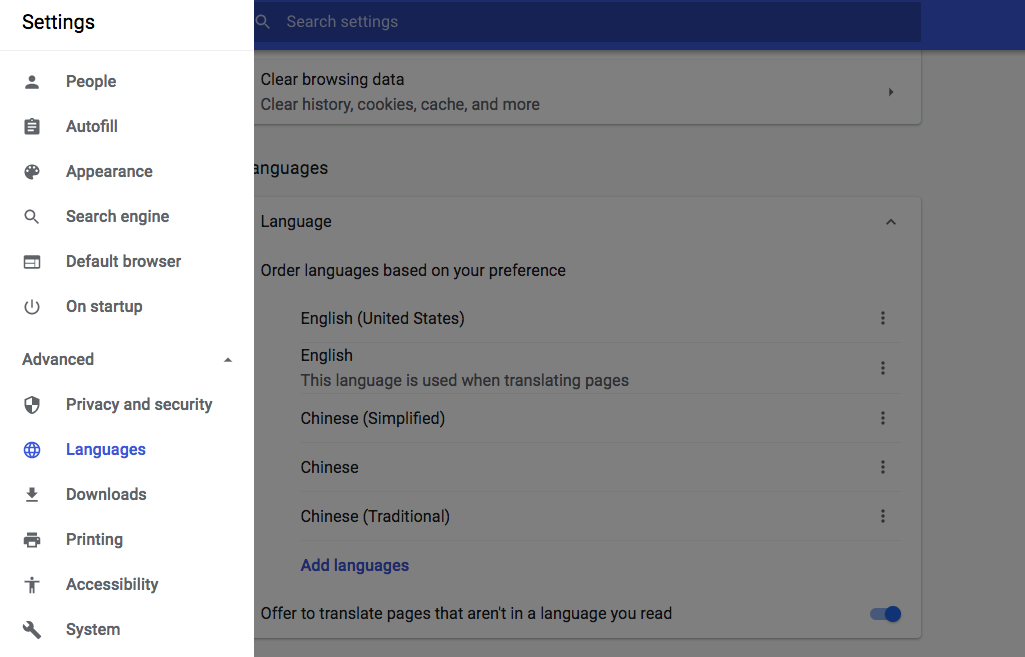 Settings
People
Autofill
Appearance
Search engine
Default browser
On startup
Advanced
Privacy and security
Languages
Downloads
Printing
Accessibility
System
Search settings
Clear browsing data
Clear history, cookies, cache, and more
anguages
Language
Order languages based on your preference
English (United States)
English
This language is used when translating pages
Chinese (Simplified)
Chinese
Chinese (Traditional)
Add languages
Offer to translate pages that aren't in a language you read